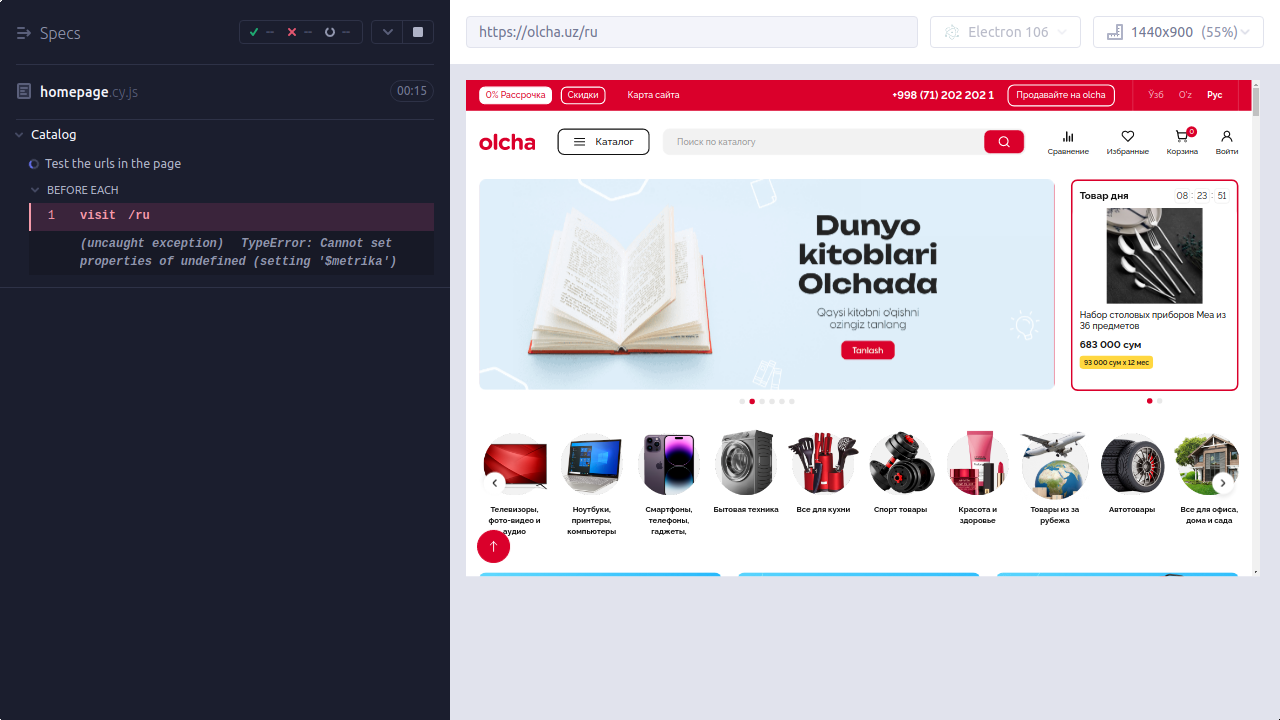 Specs
--
--
--
homepage.cy.js
00:15
Catalog
Test the urls in the page
BEFORE EACH
1 visit /ru
(uncaught exception) TypeError: Cannot set
properties of undefined (setting '$metrika')
https://olcha.uz/ru
Electron 106
1440x900 (55%)
0% Рассрочка
Скидки
Карта сайта
+998 (71) 202 202 1
Продавайте на olcha
Ўзб
O'z
Рус
olcha
Каталог
Поиск по каталогу
Сравнение
Избранные
0
Корзина
Войти
Dunyo
kitoblari
Olchada
Qaysi kitobni o'qishni
ozingiz tanlang
Tanlash
Товар дня
08 : 23 : 51
Набор столовых приборов Mea из
36 предметов
683 000 сум
93 000 сум x 12 мес
Телевизоры,
фото-видео и
аудио
Ноутбуки,
принтеры,
компьютеры
Смартфоны,
телефоны,
гаджеты,
Бытовая техника
Все для кухни
Спорт товары
Красота и
здоровье
Товары из за
рубежа
Автотовары
Все для офиса,
дома и сада